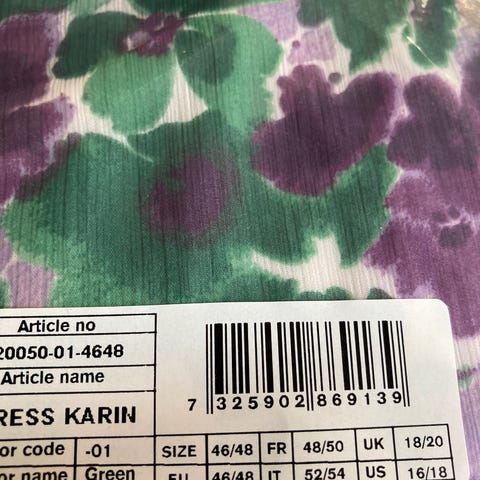 Article no
20050-01-4648
Article name
RESS KARIN
or code -01
or name Green
7 325902 869139
SIZE 46/48 FR 48/50 UK 18/20
EU 46/48 IT 52/54 US 16/18